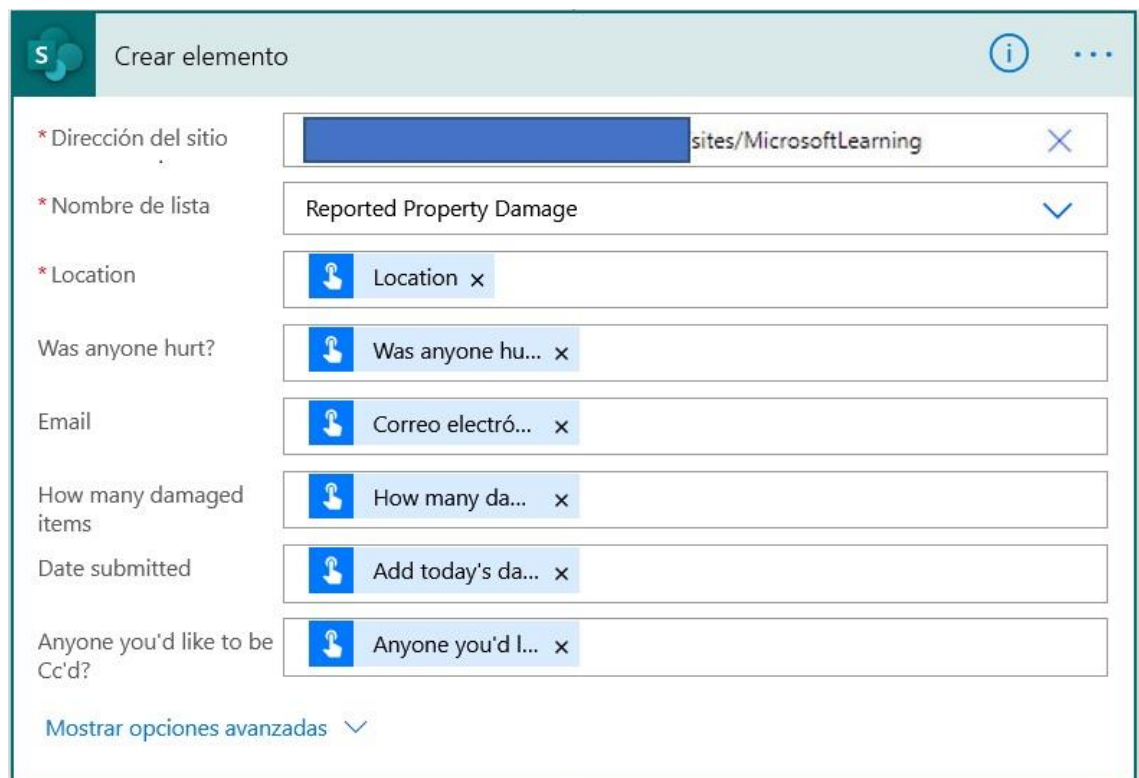 S
Crear elemento
* Dirección del sitio
sites/MicrosoftLearning
* Nombre de lista
Reported Property Damage
* Location
Location ×
Was anyone hurt?
Was anyone hu... ×
Email
Correo electró... ×
How many damaged
items
How many da... ×
Date submitted
Add today's da... ×
Anyone you'd like to be
Cc'd?
Anyone you'd l... ×
Mostrar opciones avanzadas